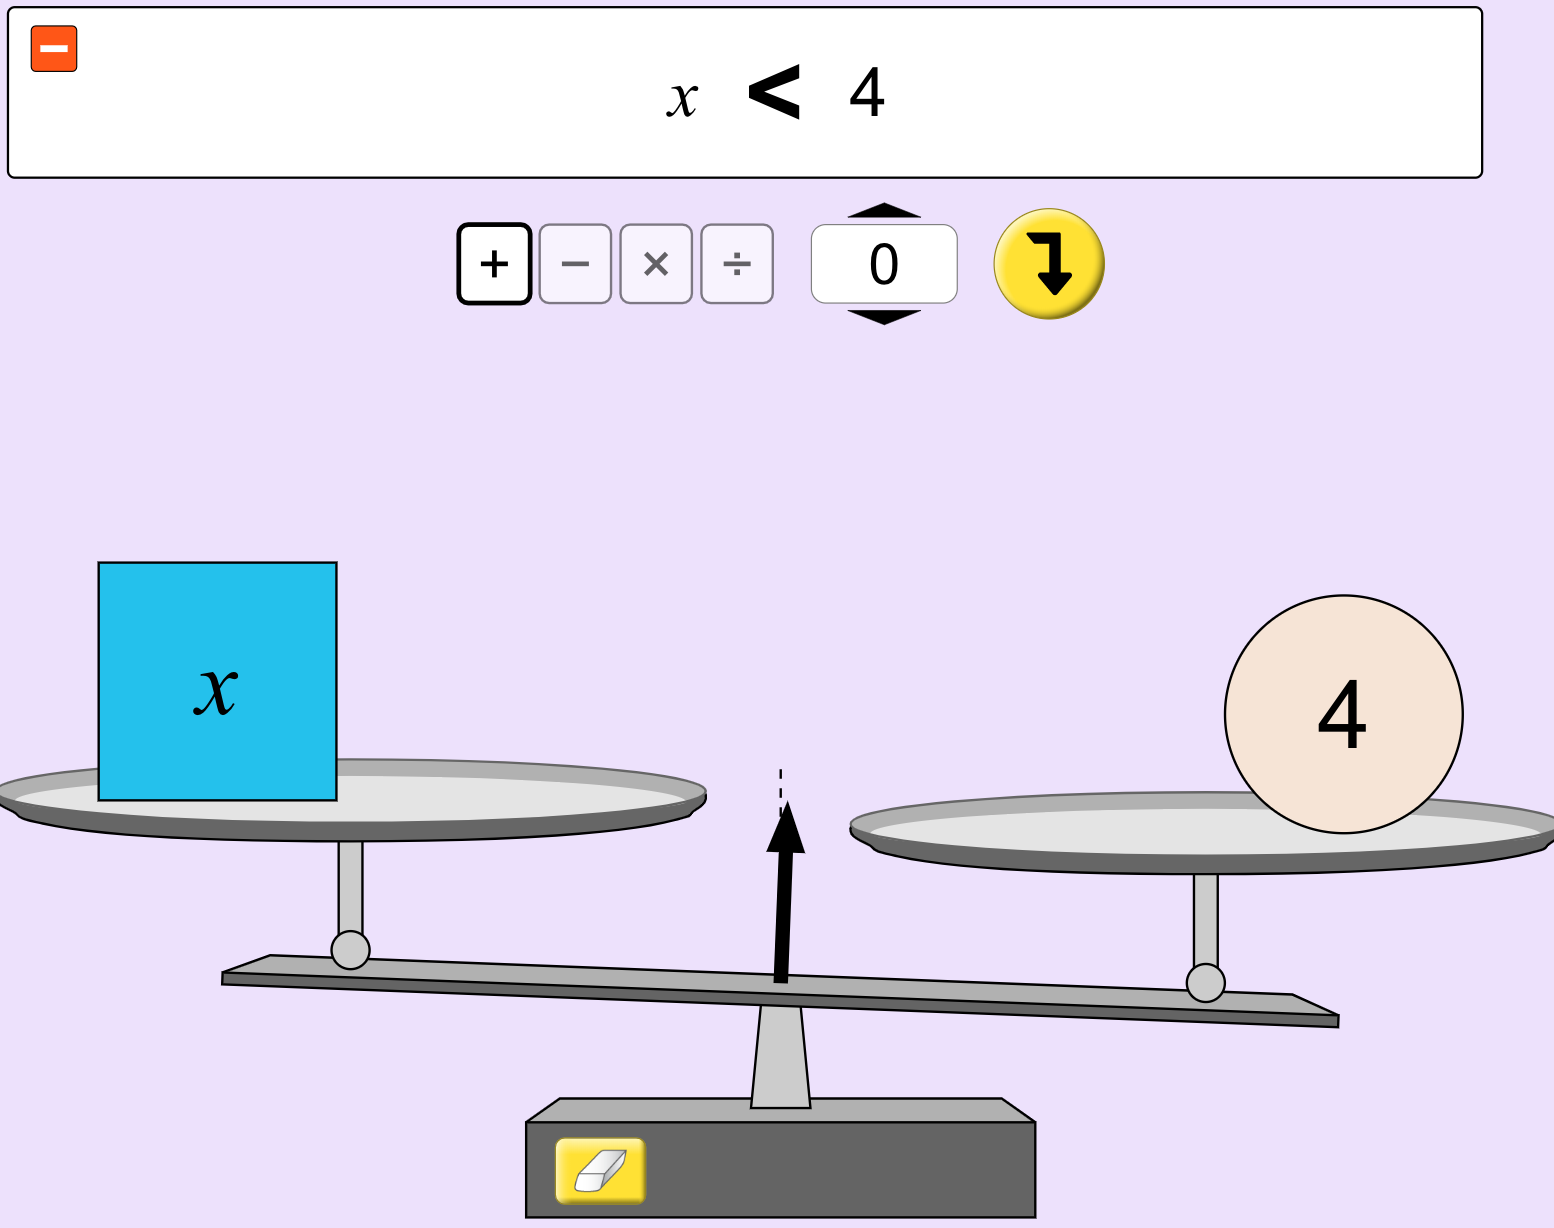 x < 4
+ − × ÷ 0
x
4